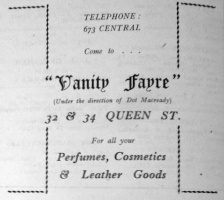 TELEPHONE:
673 CENTRAL
Come to . . .
"Vanity Fayre"
(Under the direction of Dot Macready)
32 & 34 QUEEN ST.
For all your
Perfumes, Cosmetics
& Leather Goods